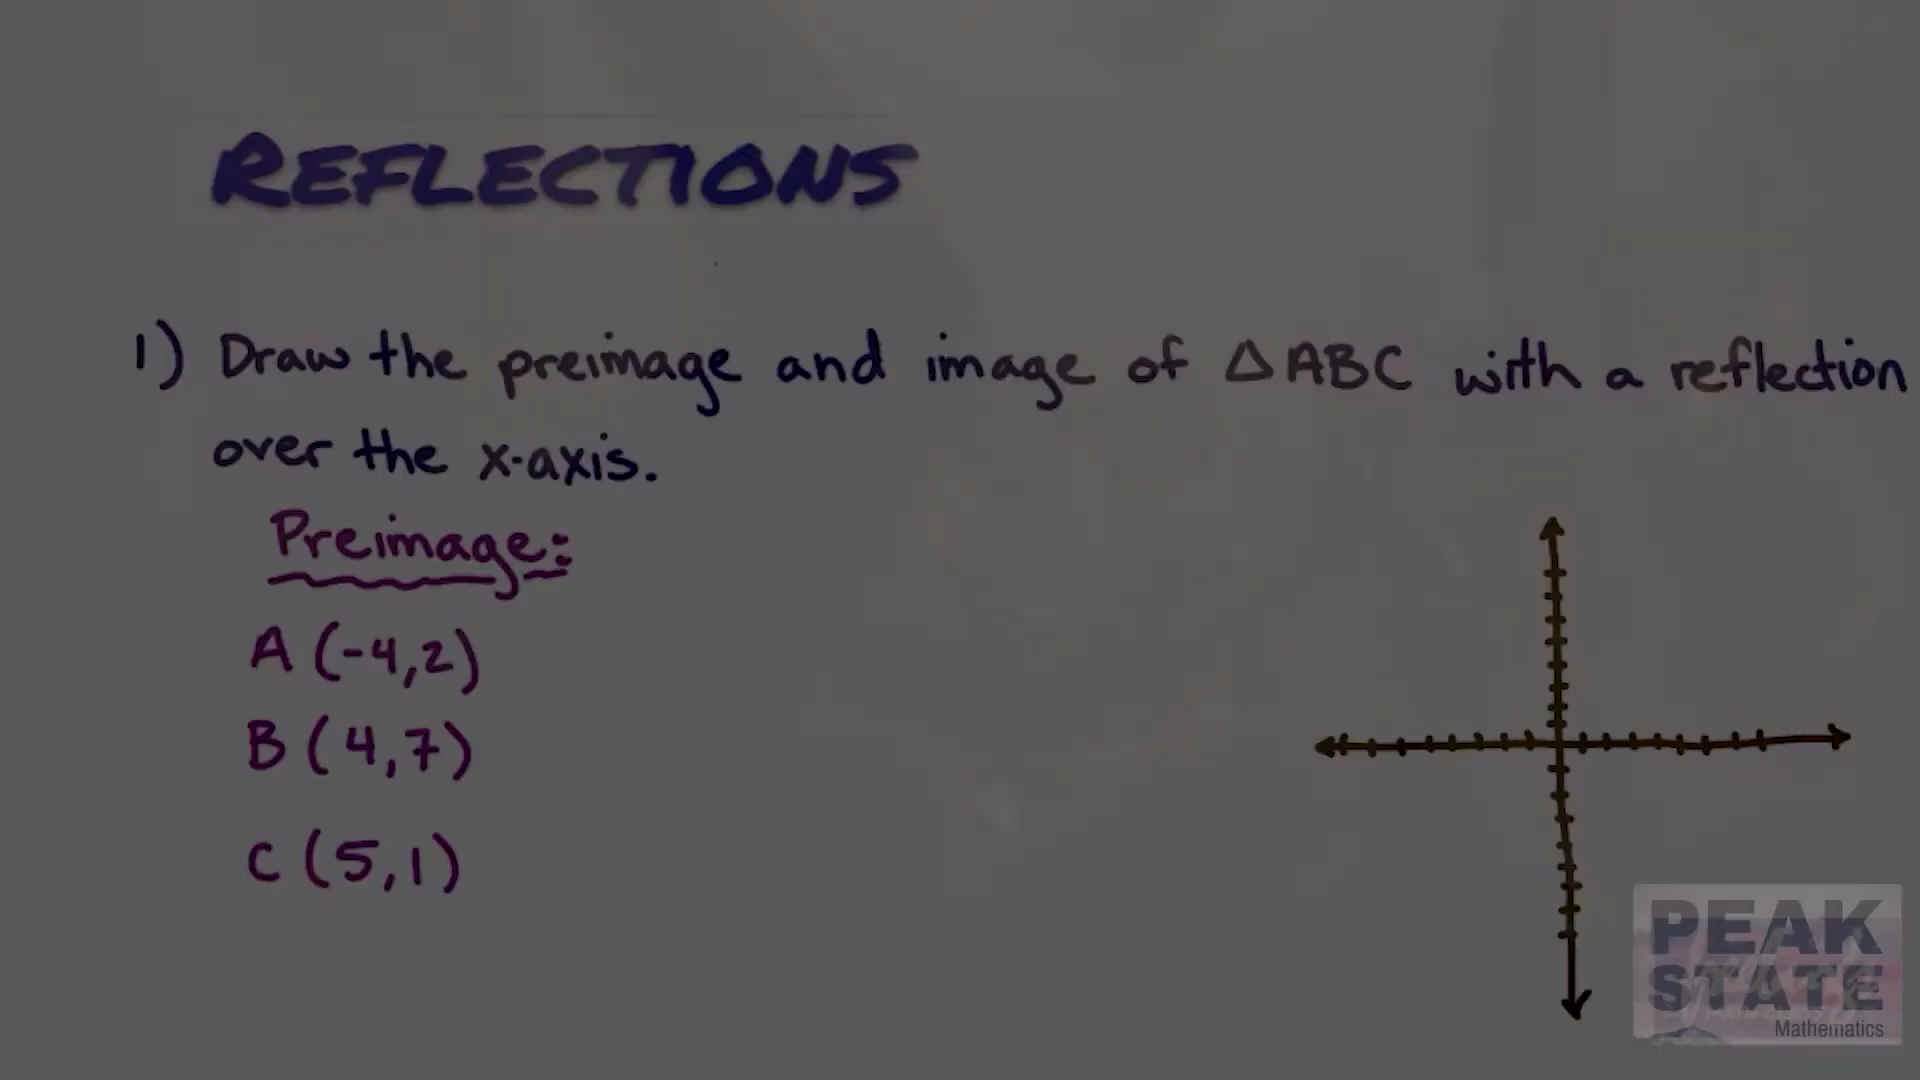 REFLECTIONS
1) Draw the preimage and image of △ABC with a reflection
over the x-axis.
Preimage:
A (-4,2)
B (4,7)
C (5,1)
PEAK
STATE
Mathematics